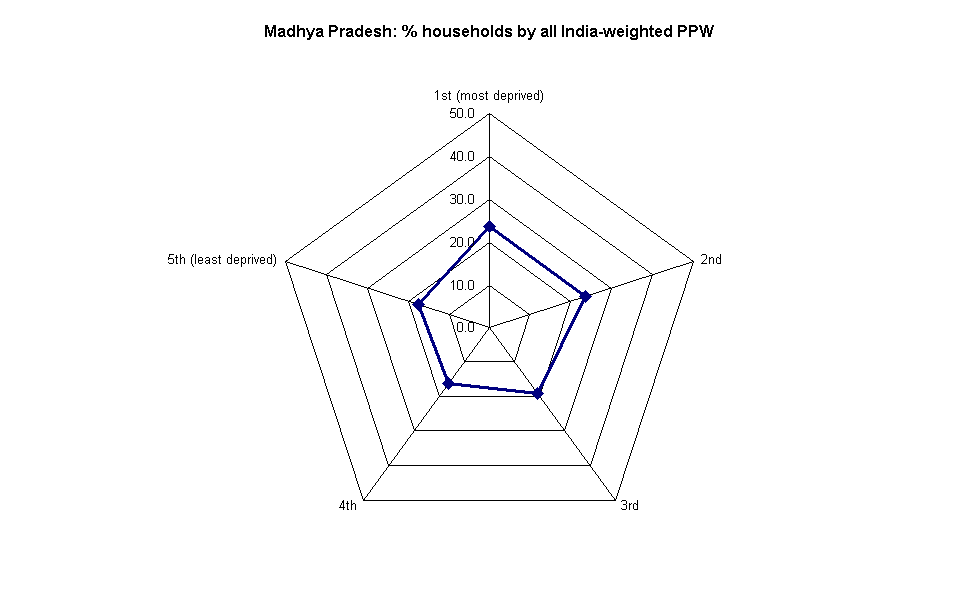 Madhya Pradesh: % households by all India-weighted PPW
1st (most deprived)
50.0
40.0
30.0
20.0
10.0
0.0
5th (least deprived)
2nd
4th
3rd